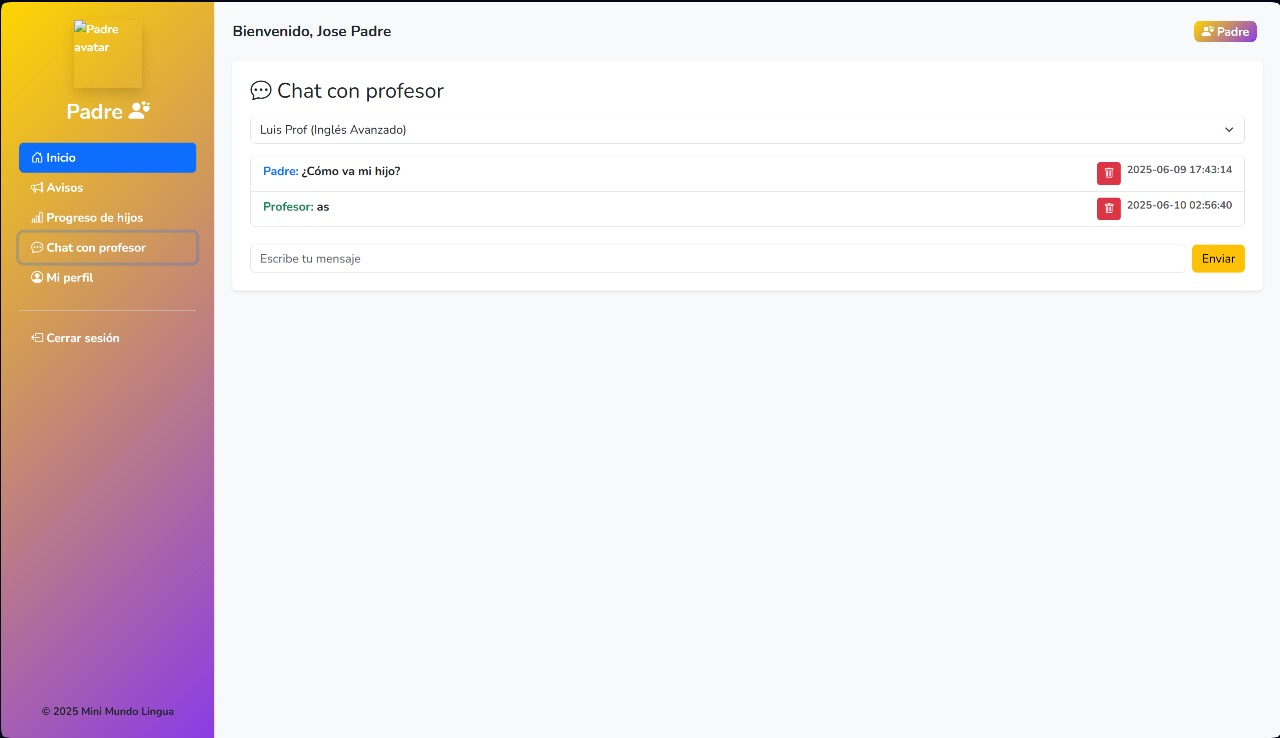 Padre
avatar
Padre
Inicio
Avisos
Progreso de hijos
Chat con profesor
Mi perfil
Cerrar sesión
© 2025 Mini Mundo Lingua
Bienvenido, Jose Padre
Padre
Chat con profesor
Luis Prof (Inglés Avanzado)
Padre: ¿Cómo va mi hijo? 2025-06-09 17:43:14
Profesor: as 2025-06-10 02:56:40
Escribe tu mensaje
Enviar